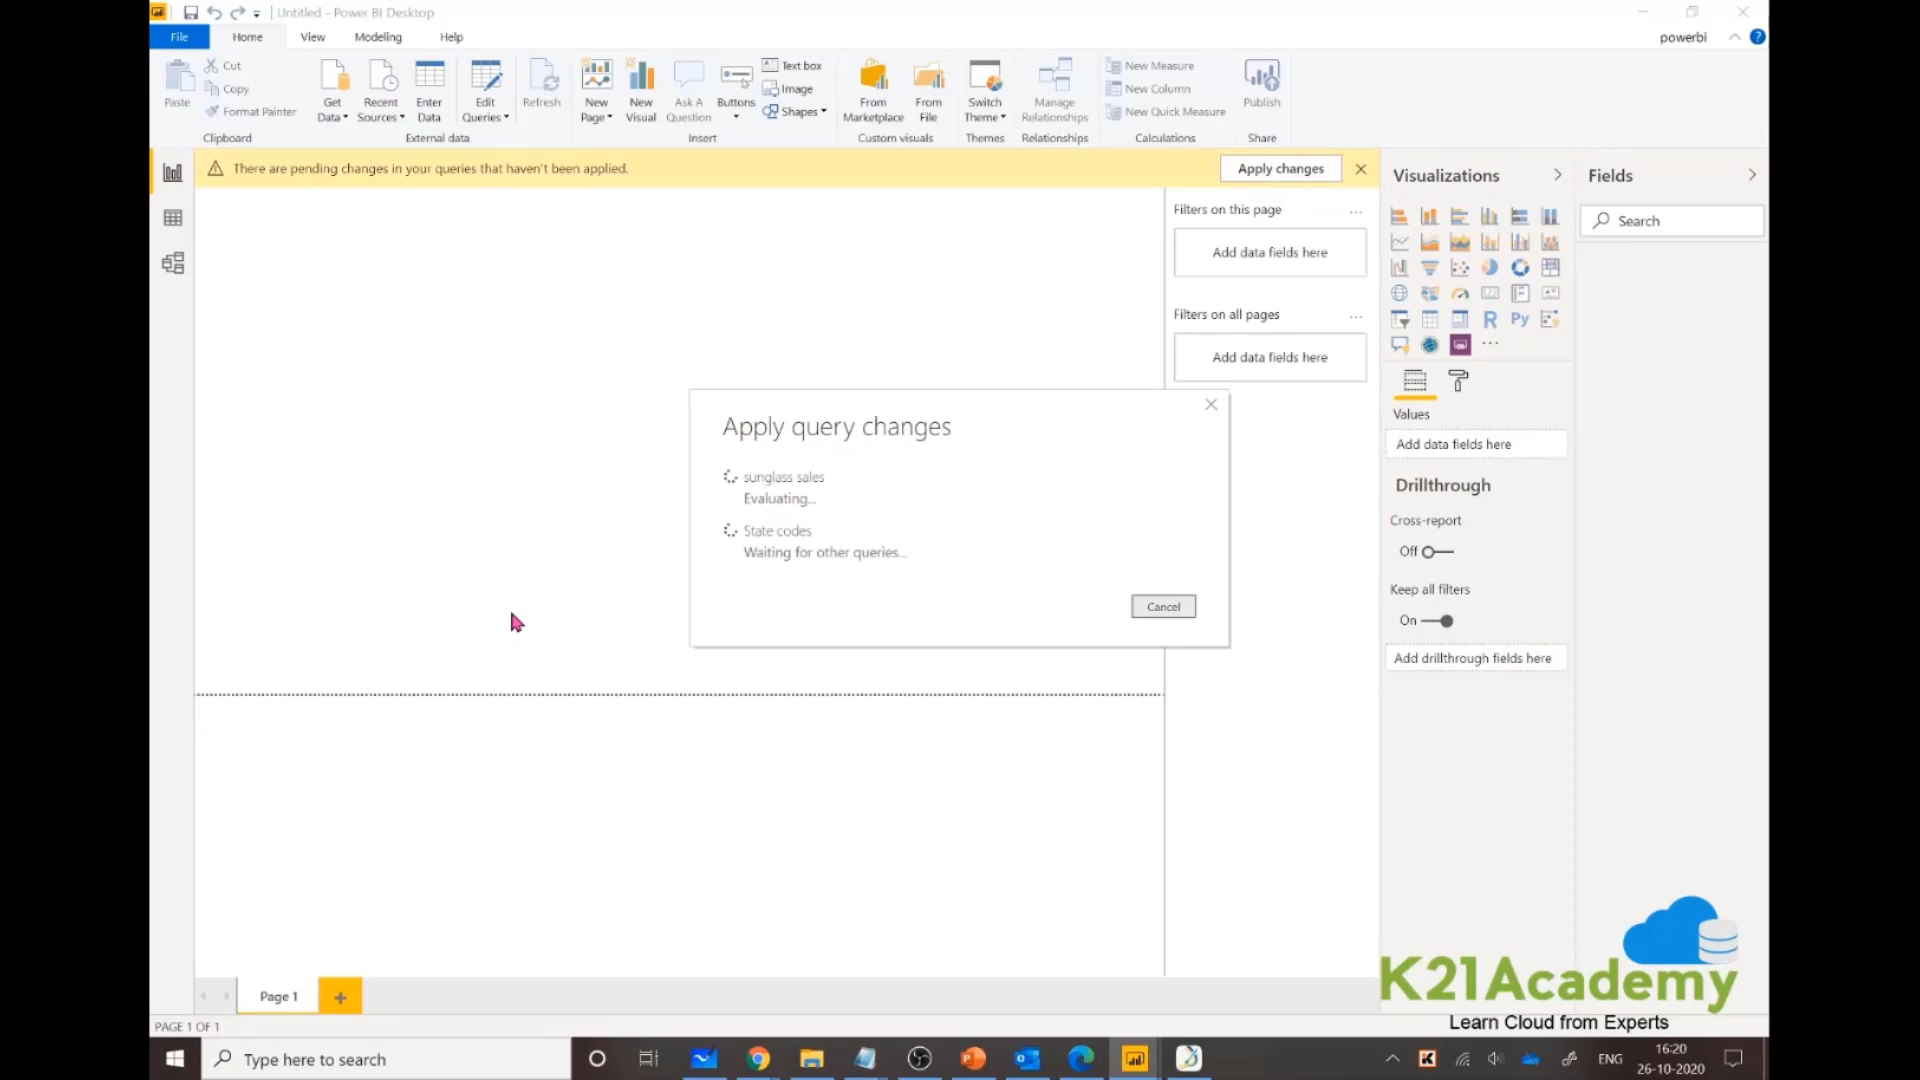 Untitled - Power BI Desktop
File
Home
View
Modeling
Help
powerbi
Paste
Cut
Copy
Format Painter
Clipboard
Get Data
Recent Sources
Enter Data
Edit Queries
Refresh
External data
New Page
New Visual
Ask A Question
Buttons
Text box
Image
Shapes
Insert
From Marketplace
From File
Custom visuals
Switch Theme
Themes
Manage Relationships
Relationships
New Measure
New Column
New Quick Measure
Calculations
Publish
Share
There are pending changes in your queries that haven't been applied.
Apply changes
Filters on this page
Add data fields here
Filters on all pages
Add data fields here
Visualizations
R
Py
Values
Add data fields here
Drillthrough
Cross-report
Off
Keep all filters
On
Add drillthrough fields here
Fields
Search
Apply query changes
sunglass sales
Evaluating...
State codes
Waiting for other queries...
Cancel
Page 1
PAGE 1 OF 1
K21Academy
Learn Cloud from Experts
Type here to search
ENG
16:20
26-10-2020